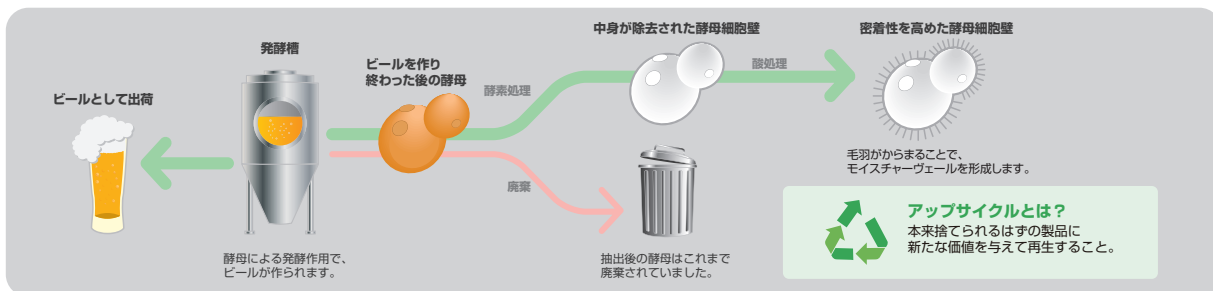 ビールとして出荷
発酵槽
酵母による発酵作用で、
ビールが作られます。
ビールを作り
終わった後の酵母
酵素処理
廃棄
中身が除去された酵母細胞壁
抽出後の酵母はこれまで
廃棄されていました。
酸処理
密着性を高めた酵母細胞壁
毛羽がからまることで、
モイスチャーヴェールを形成します。
アップサイクルとは？
本来捨てられるはずの製品に
新たな価値を与えて再生すること。